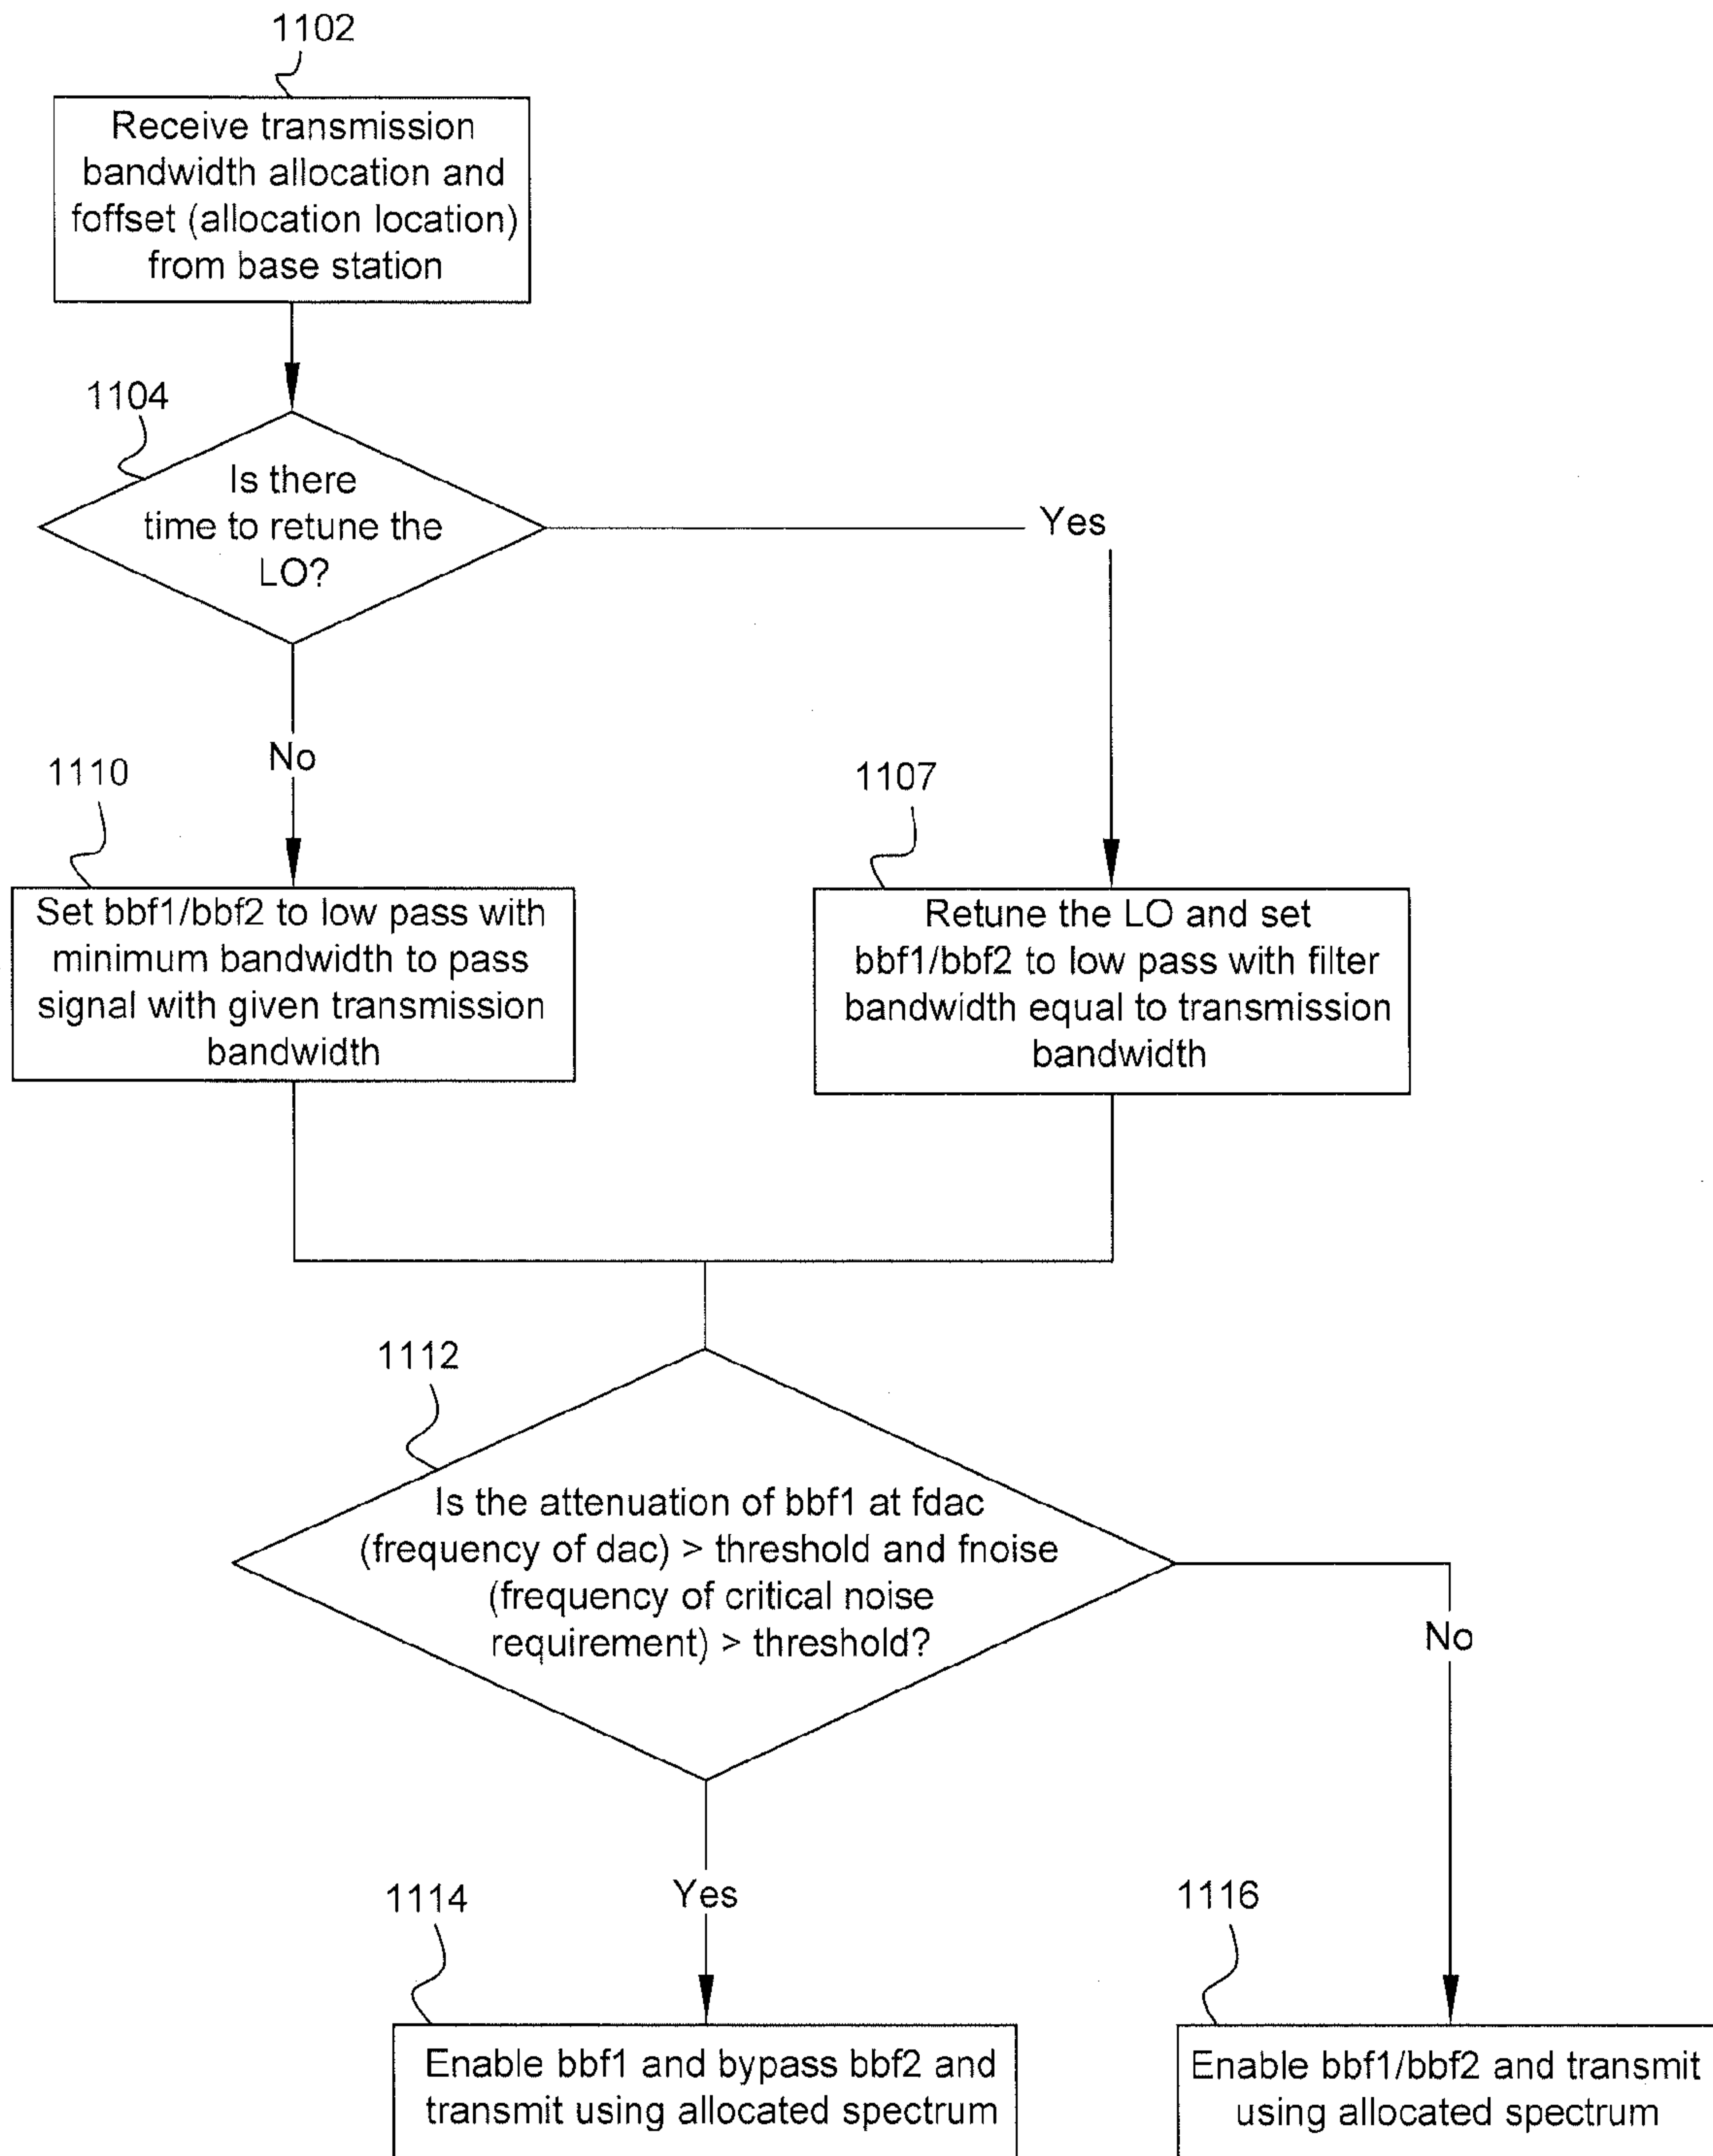 1102
Receive transmission
bandwidth allocation and
foffset (allocation location)
from base station
1104
Is there
time to retune the
LO?
Yes
No
1110
Set bbf1/bbf2 to low pass with
minimum bandwidth to pass
signal with given transmission
bandwidth
1107
Retune the LO and set
bbf1/bbf2 to low pass with filter
bandwidth equal to transmission
bandwidth
1112
Is the attenuation of bbf1 at fdac
(frequency of dac) > threshold and fnoise
(frequency of critical noise
requirement) > threshold?
No
Yes
1114
Enable bbf1 and bypass bbf2 and
transmit using allocated spectrum
1116
Enable bbf1/bbf2 and transmit
using allocated spectrum